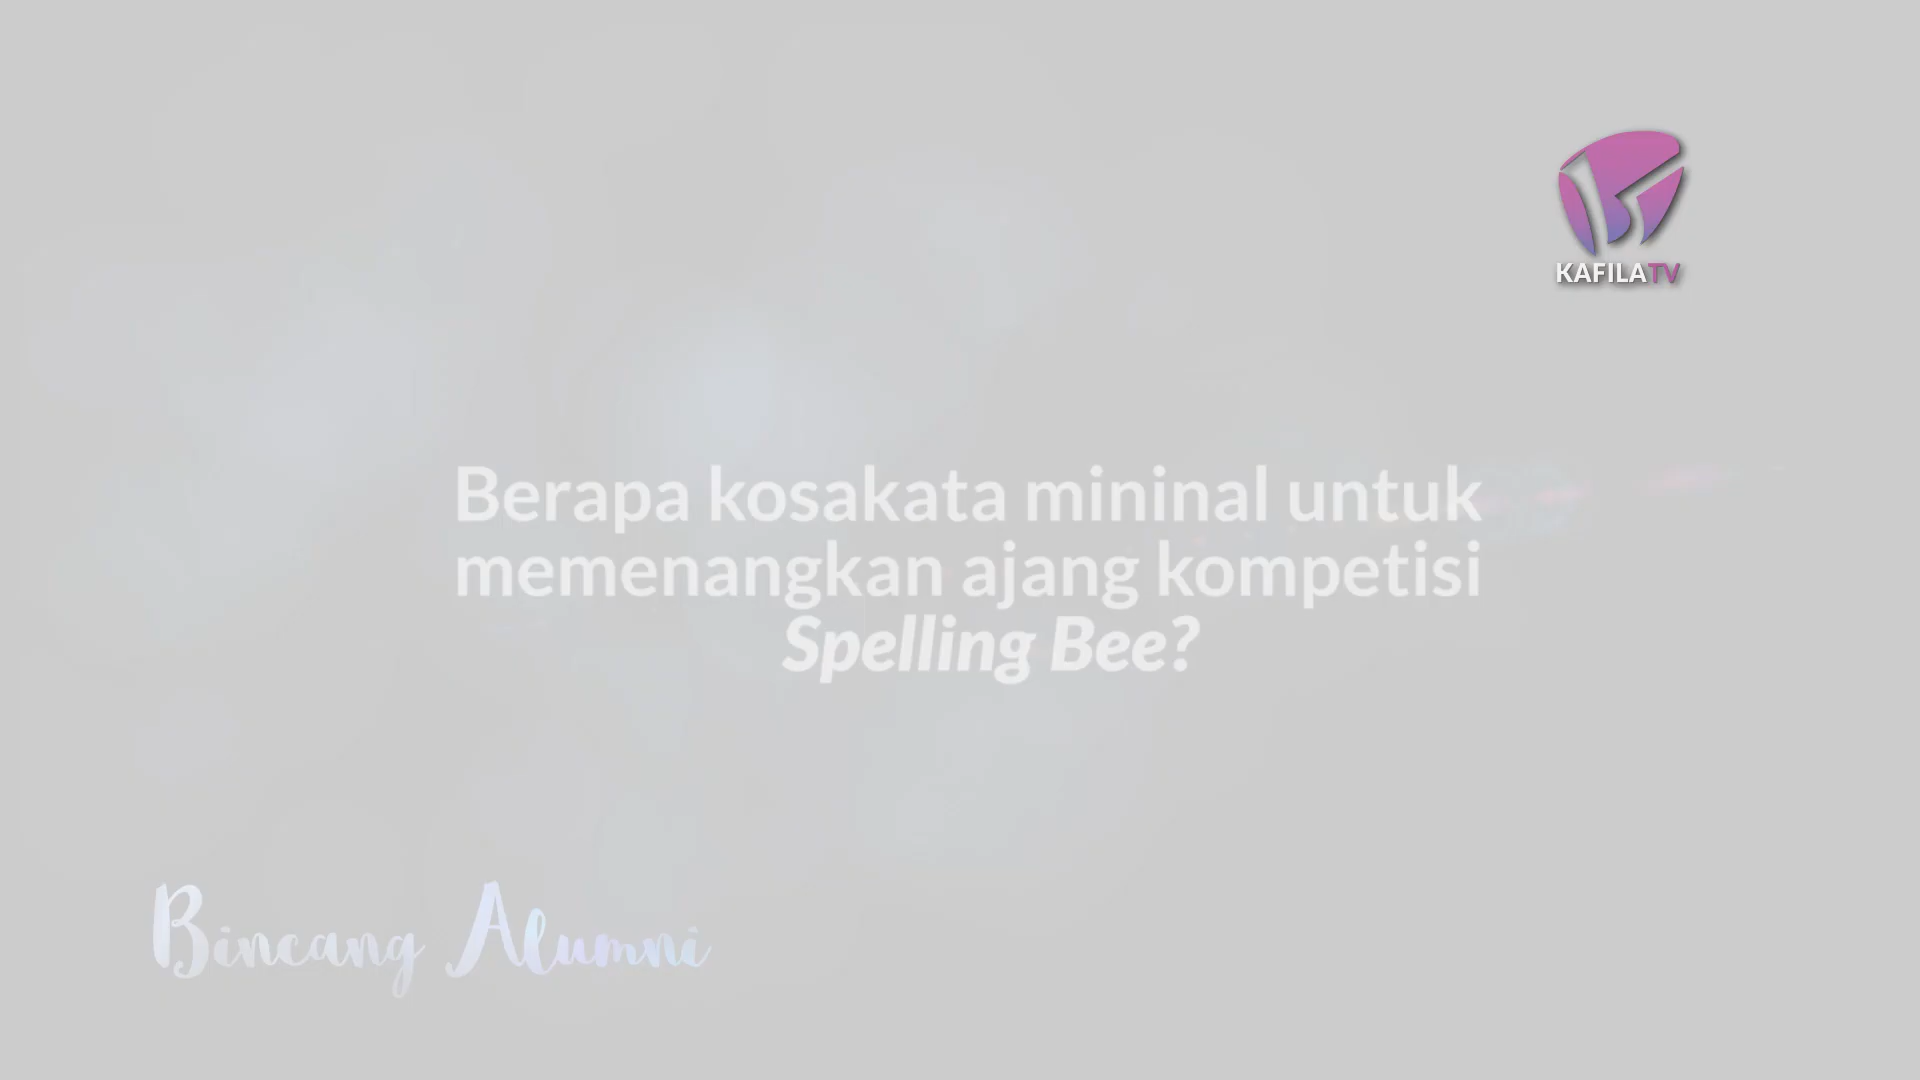 KAFILATV
Berapa kosakata mininal untuk
memenangkan ajang kompetisi
Spelling Bee?
Bincang Alumni